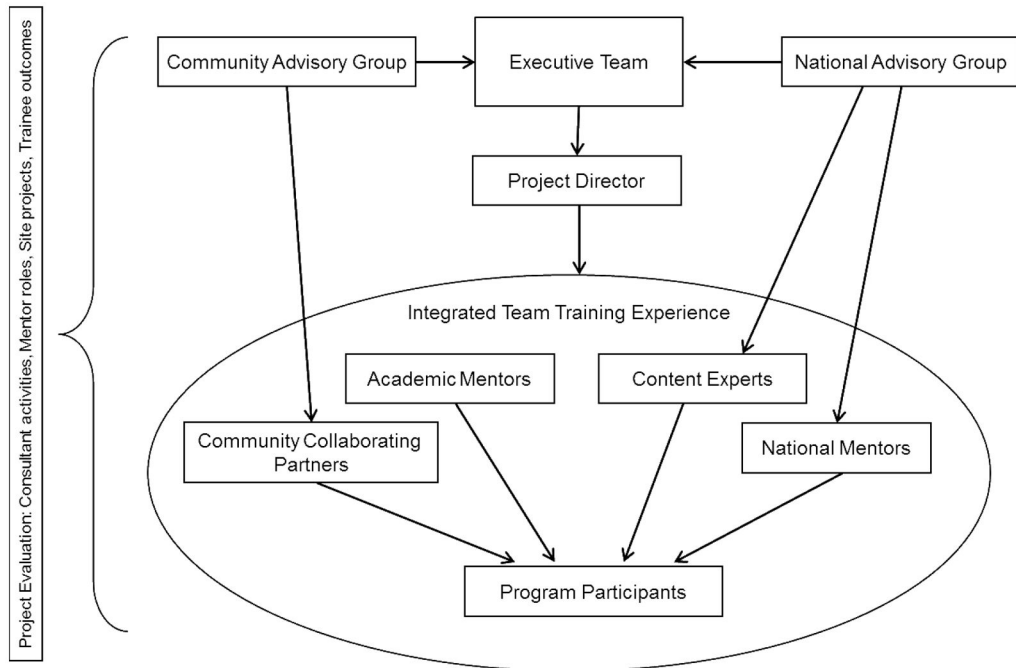 Project Evaluation: Consultant activities, Mentor roles, Site projects, Trainee outcomes
Community Advisory Group
Executive Team
National Advisory Group
Project Director
Integrated Team Training Experience
Academic Mentors
Content Experts
Community Collaborating
Partners
National Mentors
Program Participants